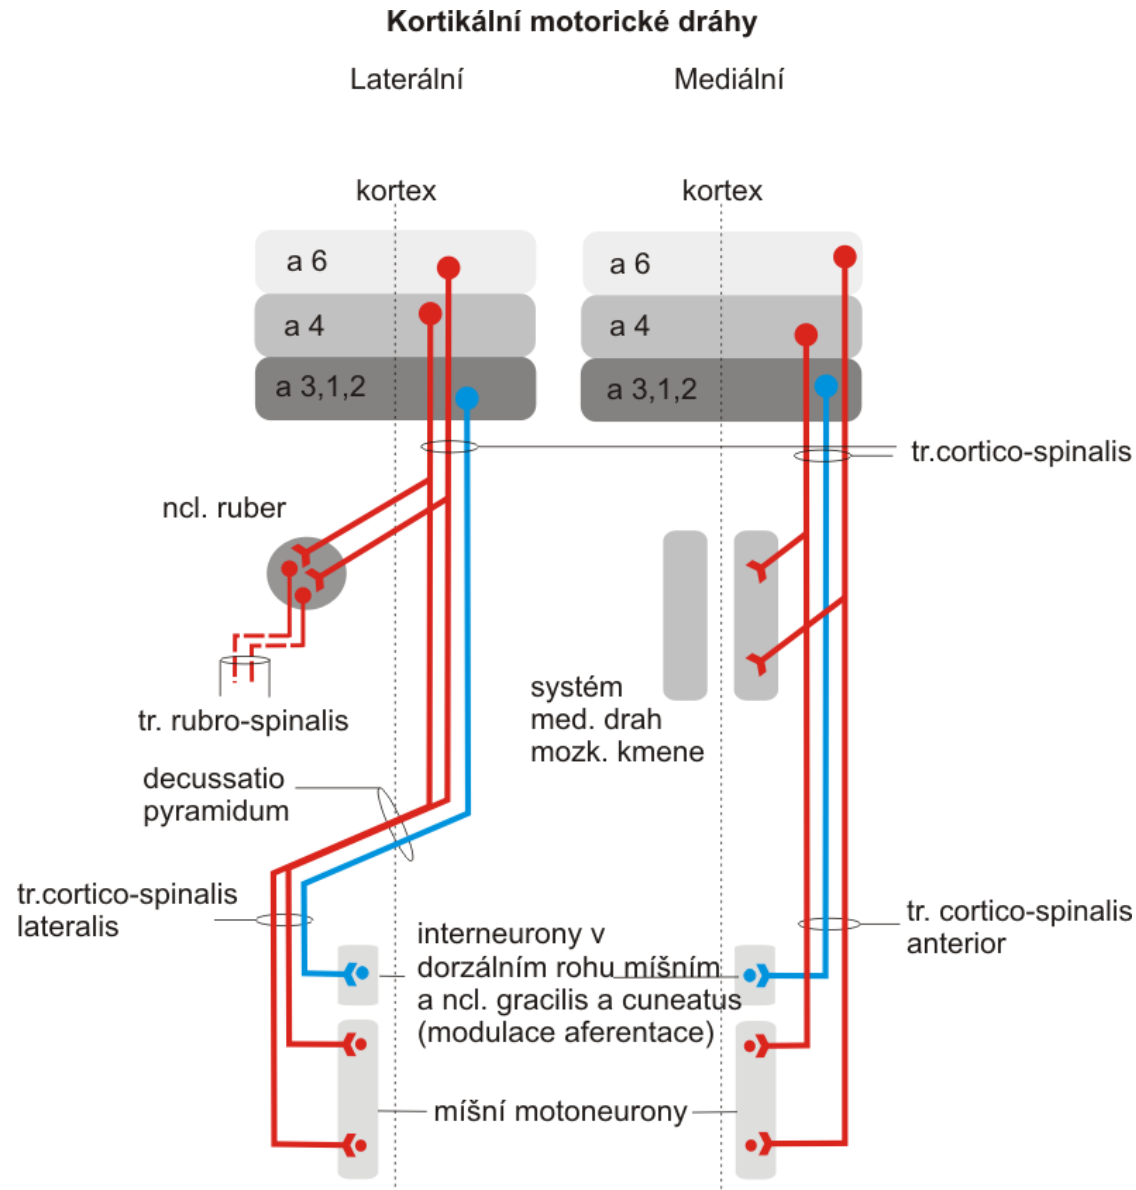 Kortikální motorické dráhy
Laterální
Mediální
kortex
kortex
a 6
a 4
a 3,1,2
a 6
a 4
a 3,1,2
tr.cortico-spinalis
ncl. ruber
tr. rubro-spinalis
systém
med. drah
mozk. kmene
decussatio
pyramidum
tr.cortico-spinalis
lateralis
interneurony v
dorzálním rohu míšním
a ncl. gracilis a cuneatus
(modulace aferentace)
tr. cortico-spinalis
anterior
míšní motoneurony